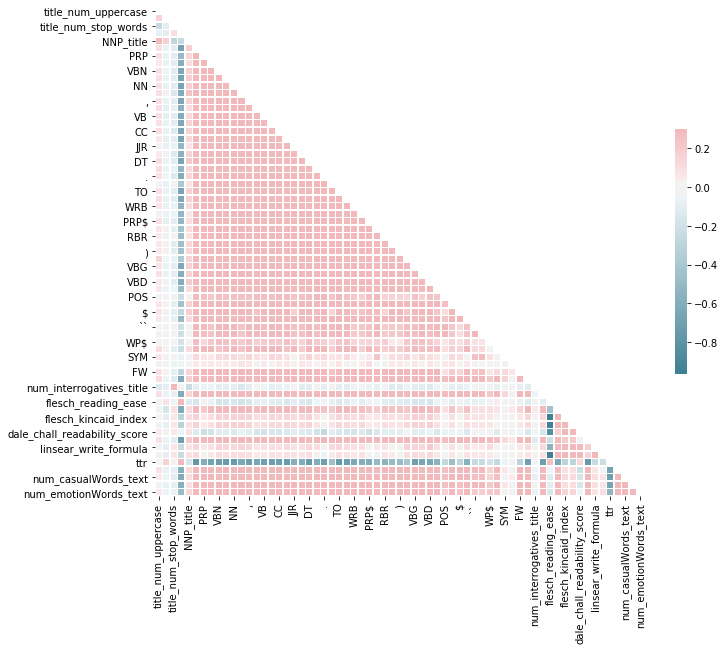 title_num_uppercase
title_num_stop_words
NNP_title
PRP
VBN
NN
,
VB
CC
JJR
DT
.
TO
WRB
PRP$
RBR
)
VBG
VBD
POS
$
``
WP$
SYM
FW
num_interrogatives_title
flesch_reading_ease
flesch_kincaid_index
dale_chall_readability_score
linsear_write_formula
ttr
num_casualWords_text
num_emotionWords_text
0.2
0.0
−0.2
−0.4
−0.6
−0.8
title_num_uppercase
title_num_stop_words
NNP_title
PRP
VBN
NN
,
VB
CC
JJR
DT
.
TO
WRB
PRP$
RBR
)
VBG
VBD
POS
$
``
WP$
SYM
FW
num_interrogatives_title
flesch_reading_ease
flesch_kincaid_index
dale_chall_readability_score
linsear_write_formula
ttr
num_casualWords_text
num_emotionWords_text